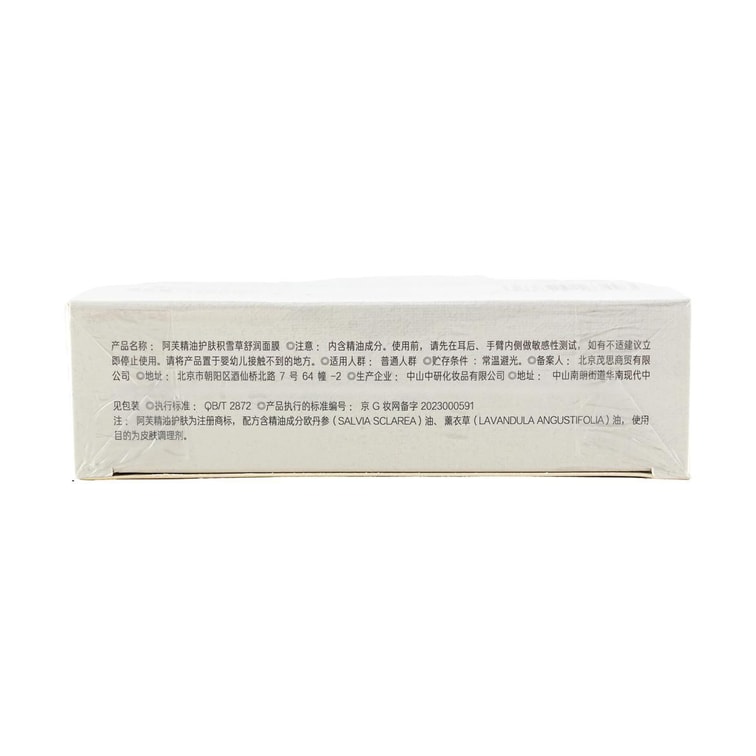 产品名称：阿芙精油护肤积雪草舒润面膜 ◎注意：内含精油成分。使用前，请先在耳后、手臂内侧做敏感性测试，如有不适建议立
即停止使用。请将产品置于婴幼儿接触不到的地方。◎适用人群：普通人群 ◎贮存条件：常温避光。◎备案人：北京茂思商贸有限
公司 ◎地址：北京市朝阳区酒仙桥北路 7 号 64 幢 -2 ◎生产企业：中山中研化妆品有限公司 ◎地址：中山南朗街道华南现代中
见包装 ◎执行标准：QB/T 2872 ◎产品执行的标准编号：京 G 妆网备字 2023000591
注：阿芙精油护肤为注册商标，配方含精油成分欧丹参 (SALVIA SCLAREA) 油、薰衣草 (LAVANDULA ANGUSTIFOLIA) 油，使用
目的为皮肤调理剂。